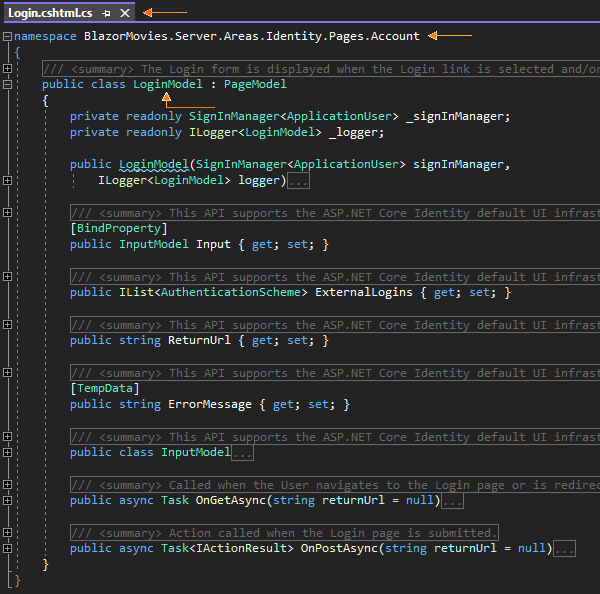 Login.cshtml.cs
namespace BlazorMovies.Server.Areas.Identity.Pages.Account
{
/// <summary> The Login form is displayed when the Login link is selected and/or
public class LoginModel : PageModel
{
private readonly SignInManager<ApplicationUser> _signInManager;
private readonly ILogger<LoginModel> _logger;
public LoginModel(SignInManager<ApplicationUser> signInManager,
ILogger<LoginModel> logger)...
/// <summary> This API supports the ASP.NET Core Identity default UI infrast
[BindProperty]
public InputModel Input { get; set; }
/// <summary> This API supports the ASP.NET Core Identity default UI infrast
public IList<AuthenticationScheme> ExternalLogins { get; set; }
/// <summary> This API supports the ASP.NET Core Identity default UI infrast
public string ReturnUrl { get; set; }
/// <summary> This API supports the ASP.NET Core Identity default UI infrast
[TempData]
public string ErrorMessage { get; set; }
/// <summary> This API supports the ASP.NET Core Identity default UI infrast
public class InputModel...
/// <summary> Called when the User navigates to the Login page or is redirec
public async Task OnGetAsync(string returnUrl = null)...
/// <summary> Action called when the Login page is submitted.
public async Task<IActionResult> OnPostAsync(string returnUrl = null)...
}
}